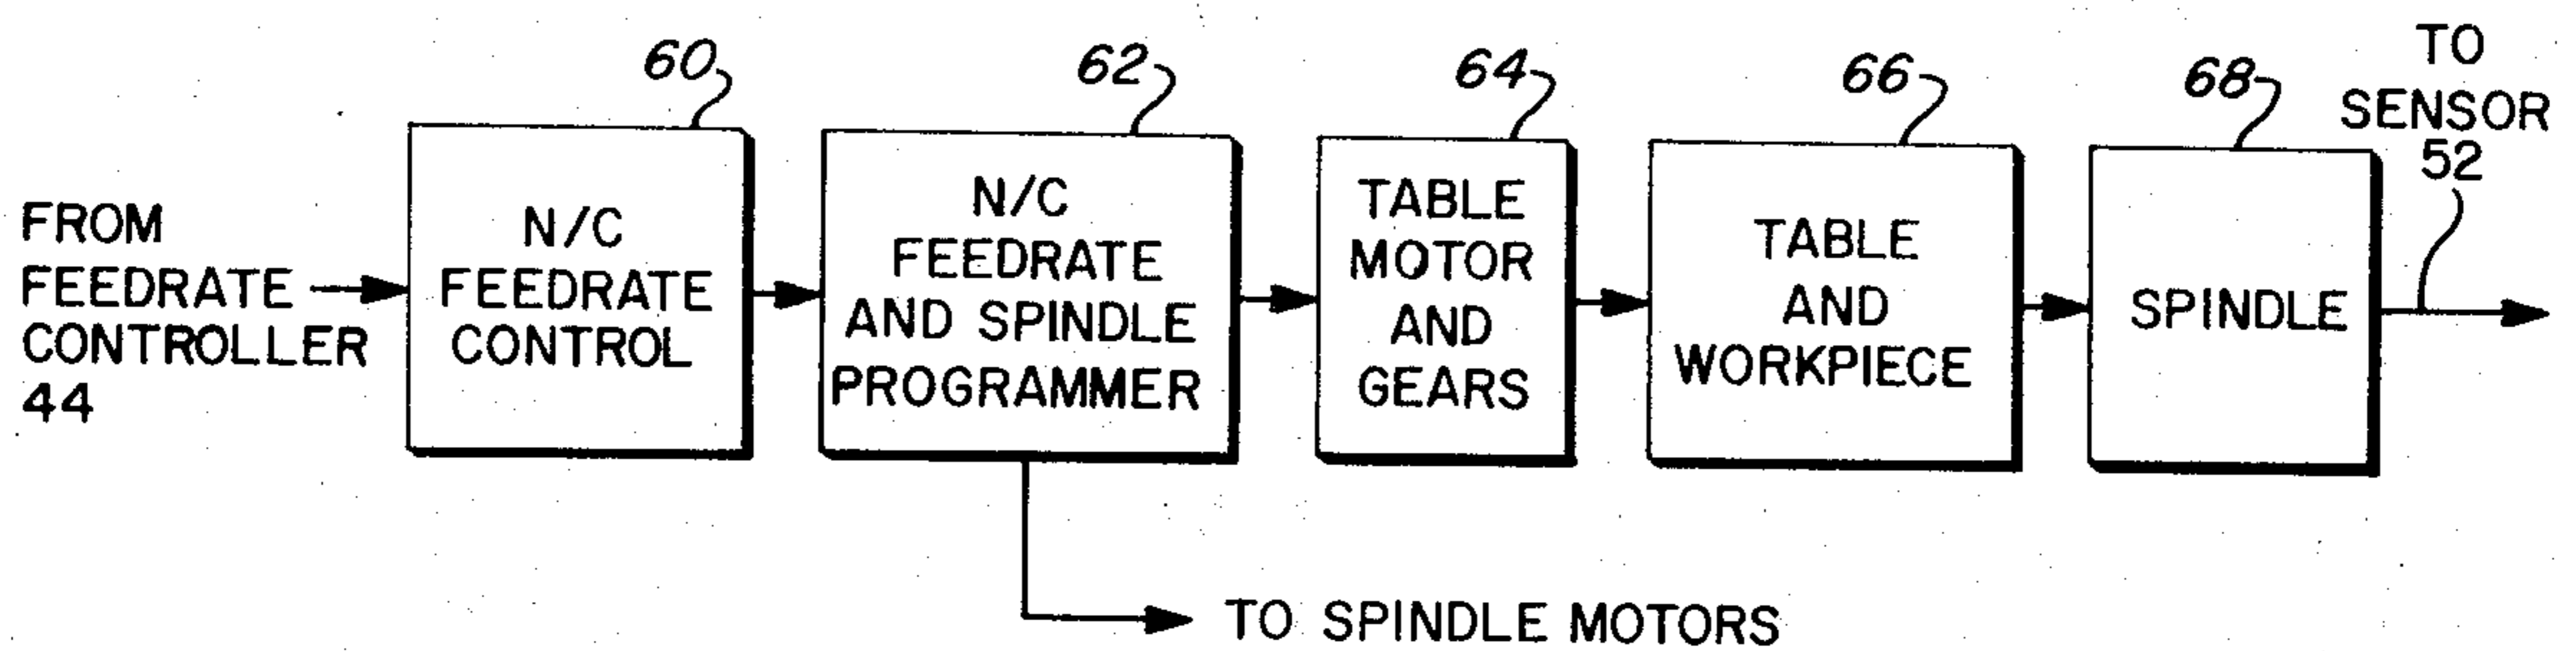 60
62
64
66
68
TO
SENSOR
52
FROM
FEEDRATE
CONTROLLER
44
N/C
FEEDRATE
CONTROL
N/C
FEEDRATE
AND SPINDLE
PROGRAMMER
TABLE
MOTOR
AND
GEARS
TABLE
AND
WORKPIECE
SPINDLE
TO SPINDLE MOTORS